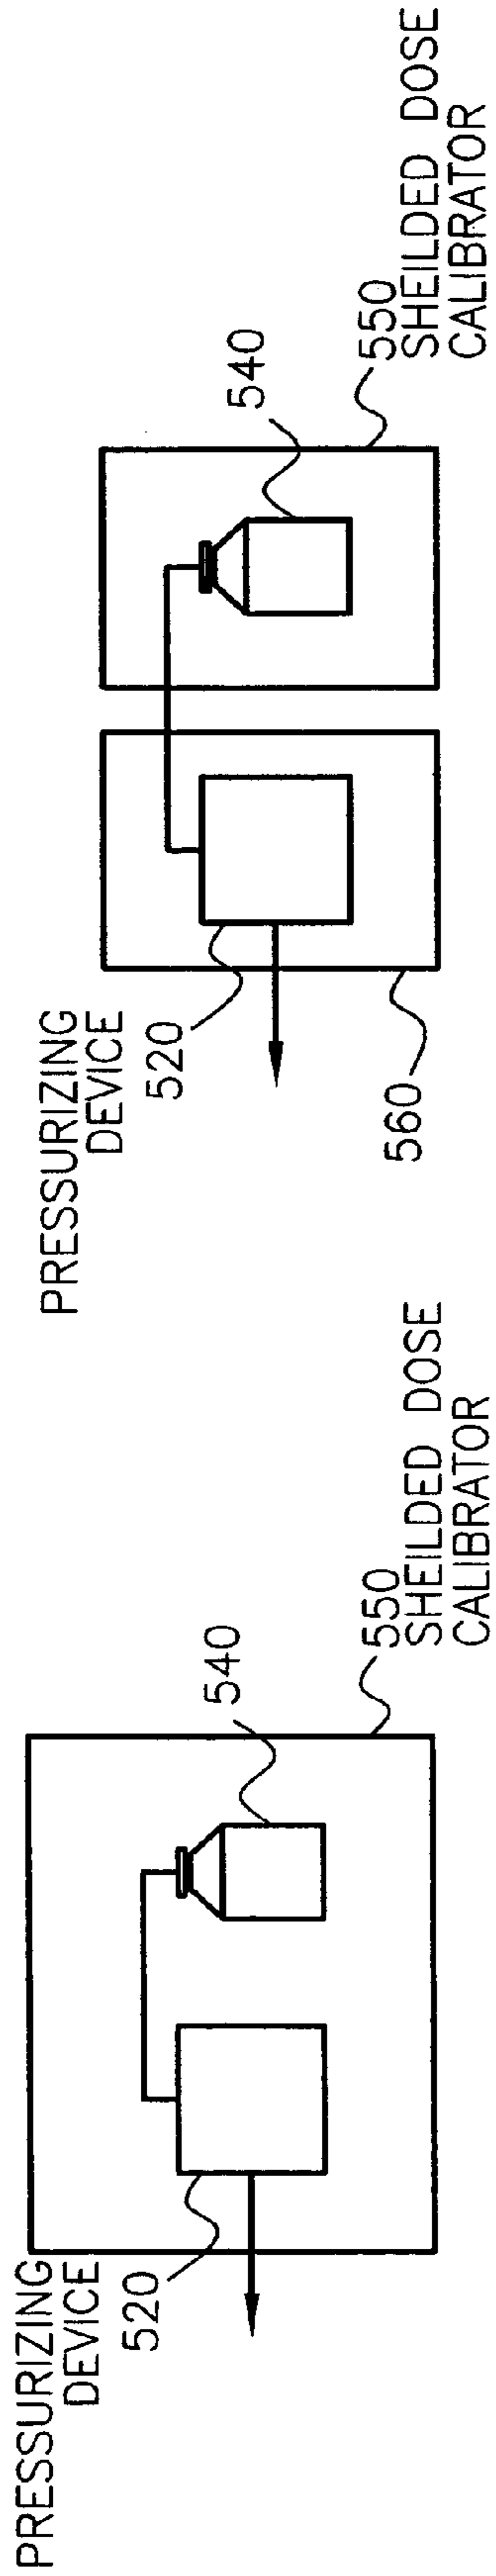 PRESSURIZING
DEVICE
520
540
550
SHEILDED DOSE
CALIBRATOR
PRESSURIZING
DEVICE
520
560
540
550
SHEILDED DOSE
CALIBRATOR